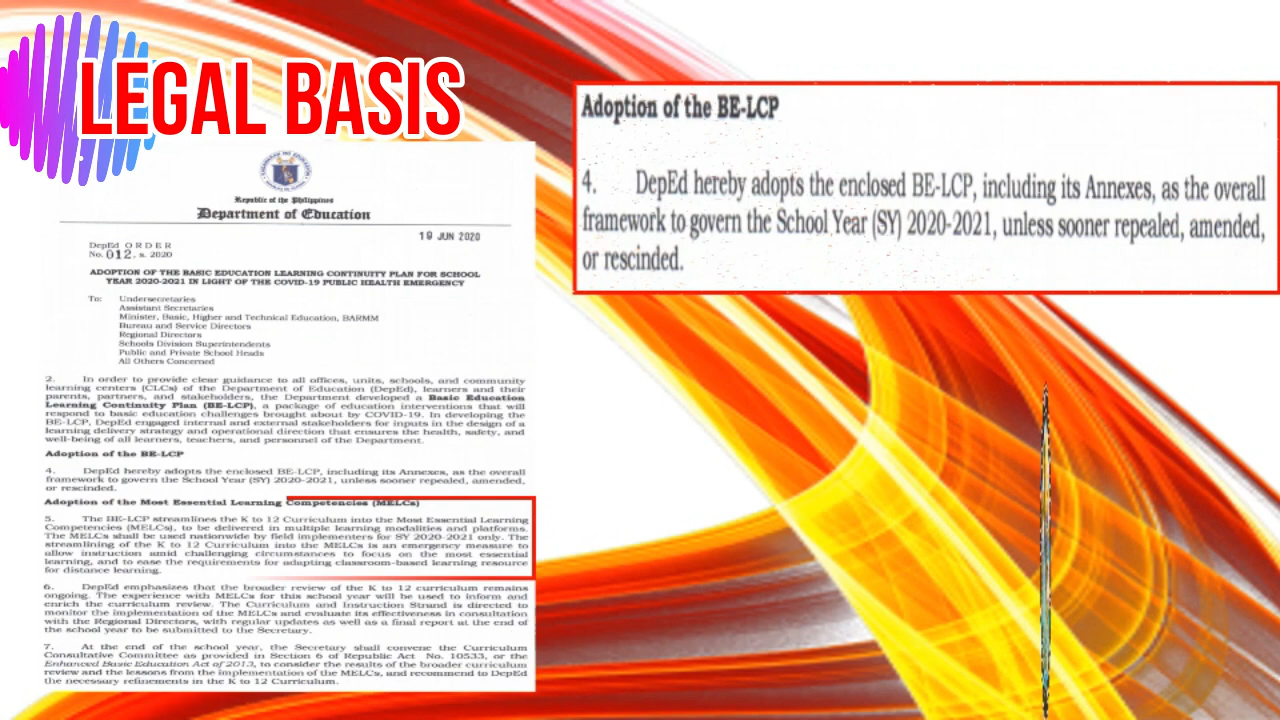 LEGAL BASIS
Republic of the Philippines
Department of Education
19 JUN 2020
DepEd ORDER
No. 012, s. 2020
ADOPTION OF THE BASIC EDUCATION LEARNING CONTINUITY PLAN FOR SCHOOL
YEAR 2020-2021 IN LIGHT OF THE COVID-19 PUBLIC HEALTH EMERGENCY
To: Undersecretaries
Assistant Secretaries
Minister, Basic, Higher and Technical Education, BARMM
Bureau and Service Directors
Regional Directors
Schools Division Superintendents
Public and Private School Heads
All Others Concerned
2. In order to provide clear guidance to all offices, units, schools, and community
learning centers (CLCs) of the Department of Education (DepEd), learners and their
parents, partners, and stakeholders, the Department developed a Basic Education
Learning Continuity Plan (BE-LCP), a package of education interventions that will
respond to basic education challenges brought about by COVID-19. In developing the
BE-LCP, DepEd engaged internal and external stakeholders for inputs in the design of a
learning delivery strategy and operational direction that ensures the health, safety, and
well-being of all learners, teachers, and personnel of the Department.
Adoption of the BE-LCP
4. DepEd hereby adopts the enclosed BE-LCP, including its Annexes, as the overall
framework to govern the School Year (SY) 2020-2021, unless sooner repealed, amended,
or rescinded.
Adoption of the Most Essential Learning Competencies (MELCs)
5. The BE-LCP streamlines the K to 12 Curriculum into the Most Essential Learning
Competencies (MELCs), to be delivered in multiple learning modalities and platforms.
The MELCs shall be used nationwide by field implementers for SY 2020-2021 only. The
streamlining of the K to 12 Curriculum into the MELCs is an emergency measure to
allow instruction amid challenging circumstances to focus on the most essential
learning, and to ease the requirements for adapting classroom-based learning resource
for distance learning.
6. DepEd emphasizes that the broader review of the K to 12 curriculum remains
ongoing. The experience with MELCs for this school year will be used to inform and
enrich the curriculum review. The Curriculum and Instruction Strand is directed to
monitor the implementation of the MELCs and evaluate its effectiveness in consultation
with the Regional Directors, with regular updates as well as a final report at the end of
the school year to be submitted to the Secretary.
7. At the end of the school year, the Secretary shall convene the Curriculum
Consultative Committee as provided in Section 6 of Republic Act No. 10533, or the
Enhanced Basic Education Act of 2013, to consider the results of the broader curriculum
review and the lessons from the implementation of the MELCs, and recommend to DepEd
the necessary refinements in the K to 12 Curriculum.
Adoption of the BE-LCP
4. DepEd hereby adopts the enclosed BE-LCP, including its Annexes, as the overall
framework to govern the School Year (SY) 2020-2021, unless sooner repealed, amended,
or rescinded.